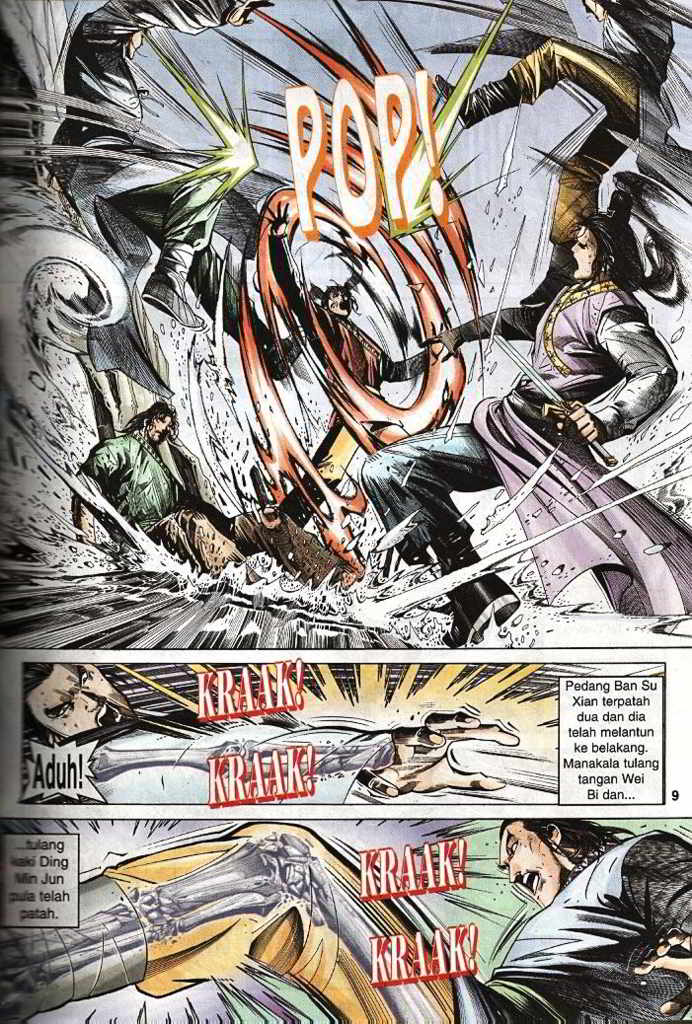 POP!
KRAAK!
KRAAK!
Aduh!
Pedang Ban Su
Xian terpatah
dua dan dia
telah melantun
ke belakang.
Manakala tulang
tangan Wei
Bi dan...
9
...tulang
kaki Ding
Min Jun
pula telah
patah.
KRAAK!
KRAAK!